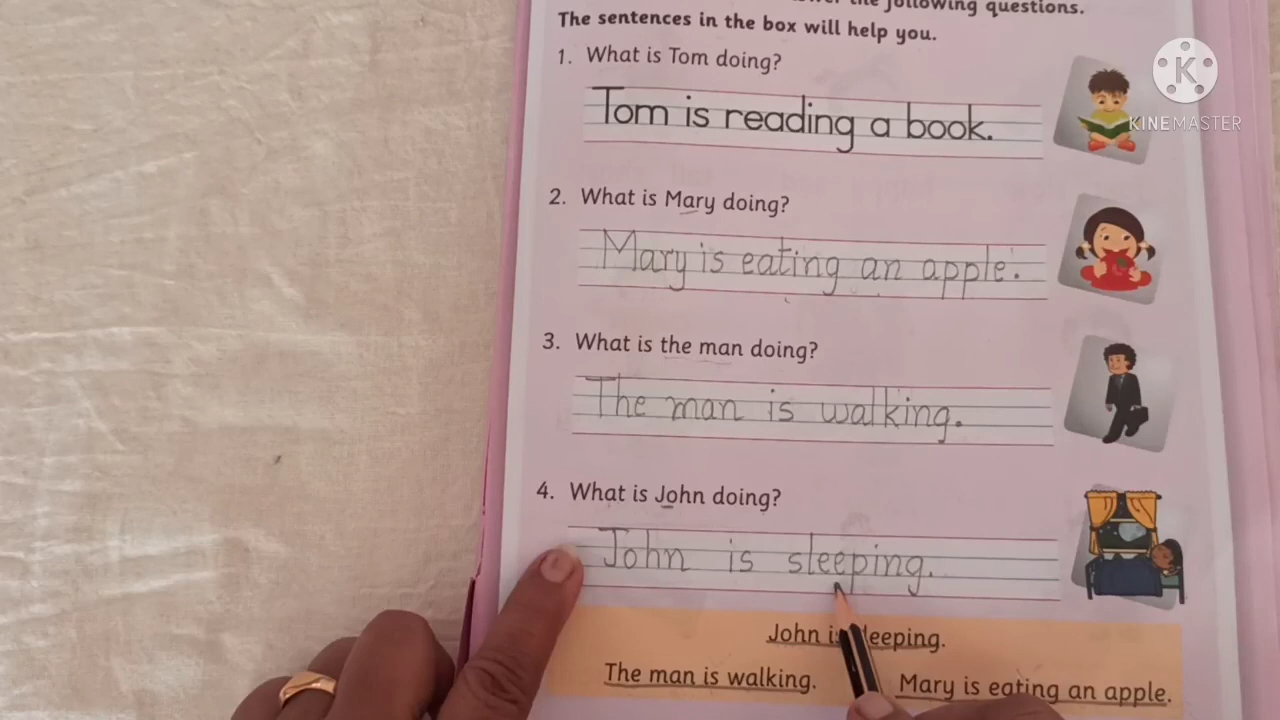 the following questions.
The sentences in the box will help you.
1. What is Tom doing?
Tom is reading a book.
2. What is Mary doing?
Mary is eating an apple.
3. What is the man doing?
The man is walking.
4. What is John doing?
John is sleeping.
John is sleeping.
The man is walking.
Mary is eating an apple.
K
KINEMASTER